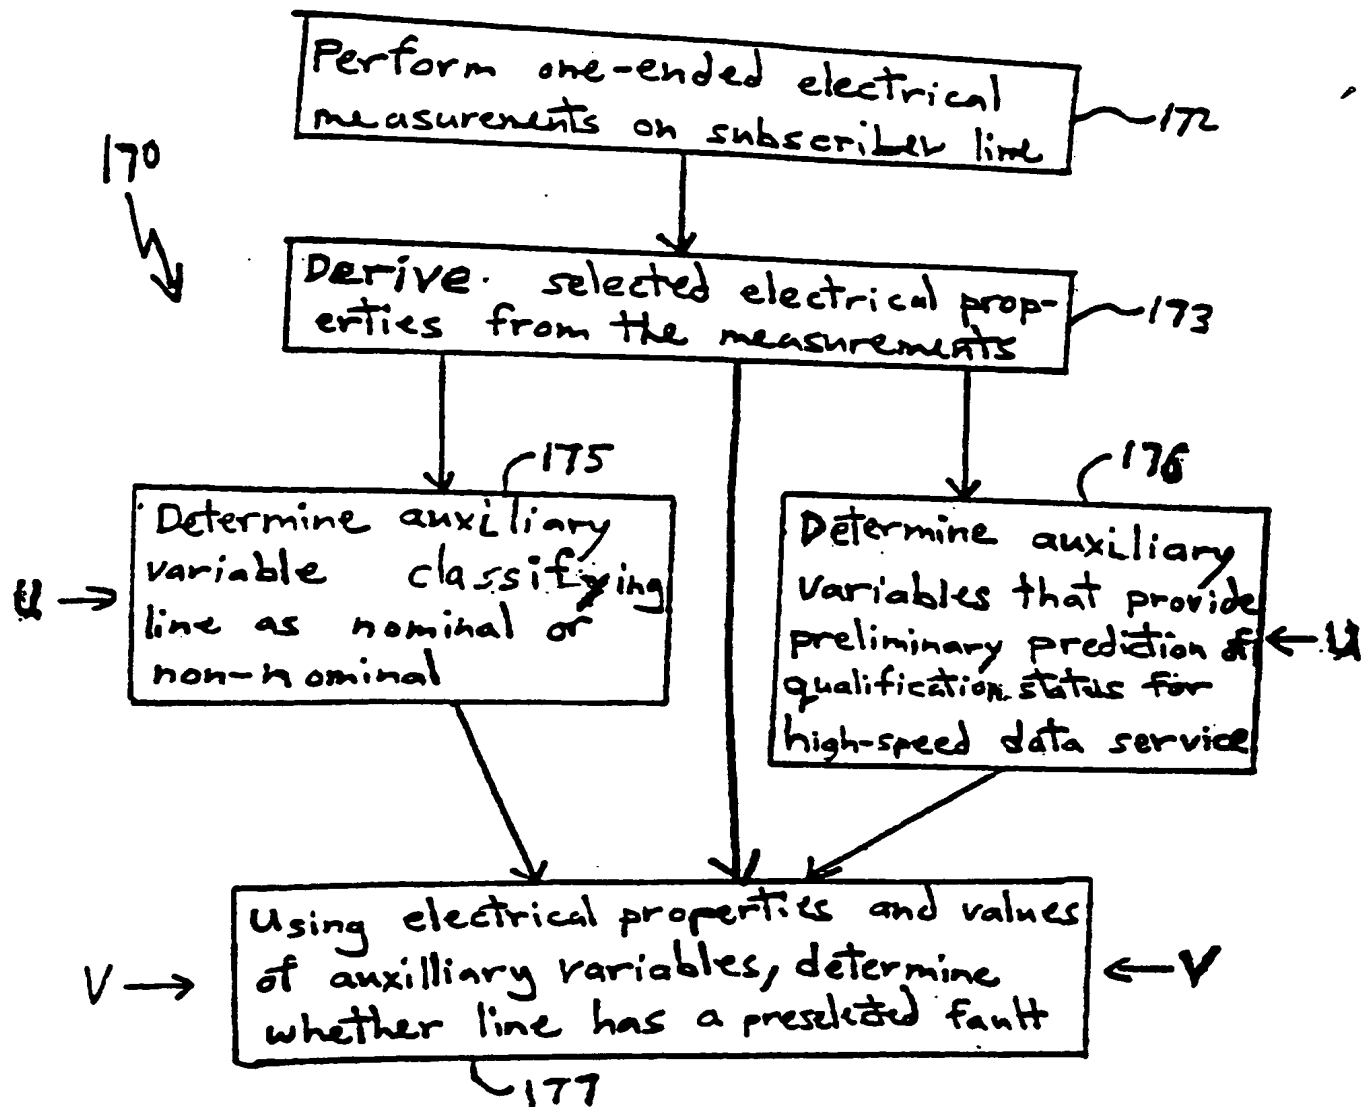 Perform one-ended electrical
measurements on subscriber line
172
170
Derive. selected electrical prop-
erties from the measurements
173
175
176
Determine auxiliary
variable classifying
line as nominal or
non-nominal
u
Determine auxiliary
variables that provide
preliminary prediction of
qualification status for
high-speed data service
u
Using electrical properties and values
of auxilliary variables, determine
whether line has a preselected fault
V
V
177